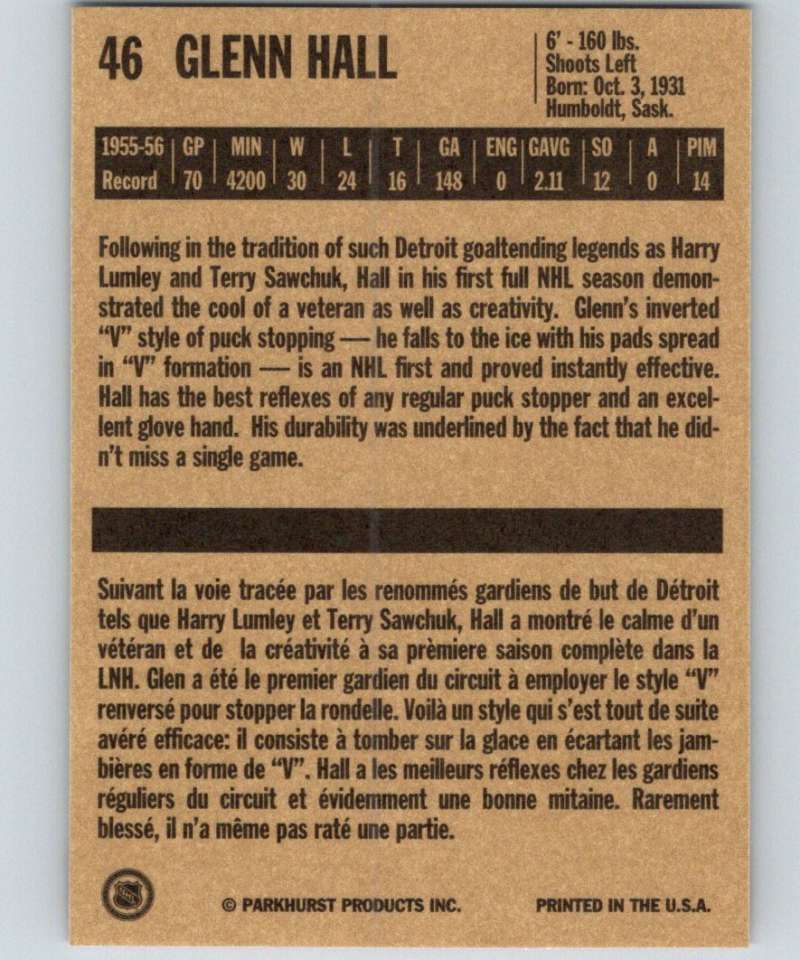 46 GLENN HALL
6' - 160 lbs.
Shoots Left
Born: Oct. 3, 1931
Humboldt, Sask.
1955-56 GP MIN W L T GA ENG GAVG SO A PIM
Record 70 4200 30 24 16 148 0 2.11 12 0 14
Following in the tradition of such Detroit goaltending legends as Harry
Lumley and Terry Sawchuk, Hall in his first full NHL season demon-
strated the cool of a veteran as well as creativity. Glenn's inverted
“V” style of puck stopping — he falls to the ice with his pads spread
in “V” formation — is an NHL first and proved instantly effective.
Hall has the best reflexes of any regular puck stopper and an excel-
lent glove hand. His durability was underlined by the fact that he did-
n't miss a single game.
Suivant la voie tracée par les renommés gardiens de but de Détroit
tels que Harry Lumley et Terry Sawchuk, Hall a montré le calme d'un
vétéran et de la créativité à sa prèmiere saison complète dans la
LNH. Glen a été le premier gardien du circuit à employer le style “V”
renversé pour stopper la rondelle. Voilà un style qui s'est tout de suite
avéré efficace: il consiste à tomber sur la glace en écartant les jam-
bières en forme de “V”. Hall a les meilleurs réflexes chez les gardiens
réguliers du circuit et évidemment une bonne mitaine. Rarement
blessé, il n'a même pas raté une partie.
NHL
© PARKHURST PRODUCTS INC. PRINTED IN THE U.S.A.